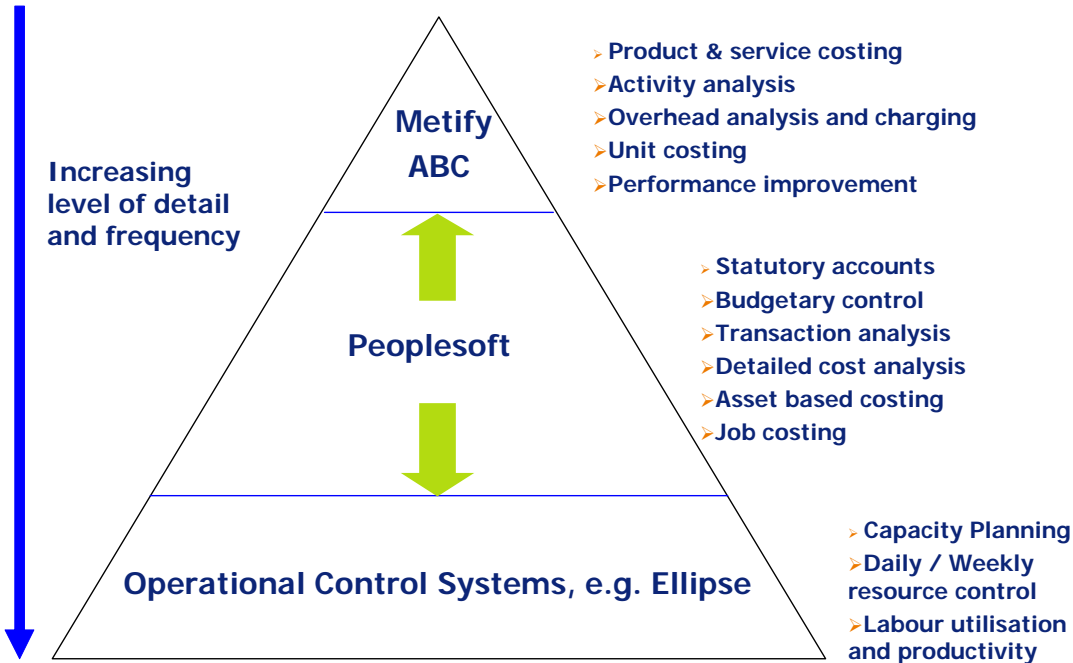 Increasing
level of detail
and frequency
Metify
ABC
➢Product & service costing
➢Activity analysis
➢Overhead analysis and charging
➢Unit costing
➢Performance improvement
Peoplesoft
➢Statutory accounts
➢Budgetary control
➢Transaction analysis
➢Detailed cost analysis
➢Asset based costing
➢Job costing
Operational Control Systems, e.g. Ellipse
➢Capacity Planning
➢Daily / Weekly
resource control
➢Labour utilisation
and productivity